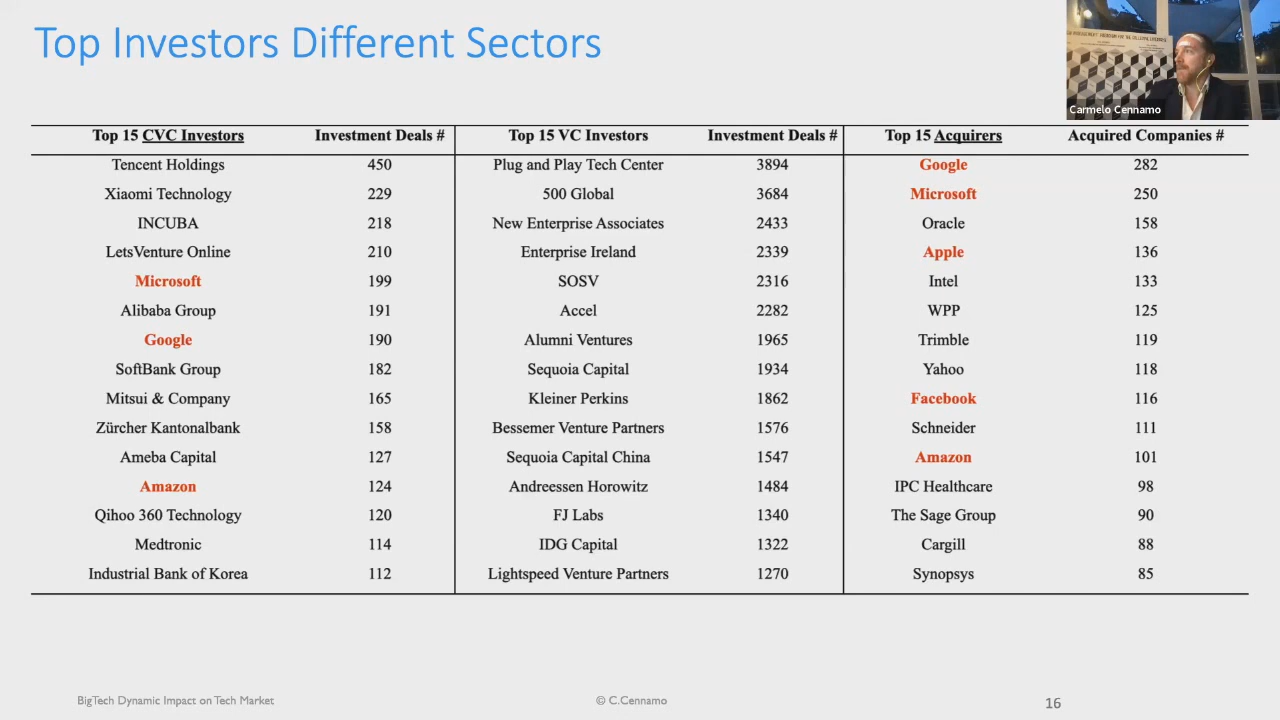 Top Investors Different Sectors
Carmelo Cennamo
Top 15 CVC Investors Investment Deals # Top 15 VC Investors Investment Deals # Top 15 Acquirers Acquired Companies #
Tencent Holdings 450 Plug and Play Tech Center 3894 Google 282
Xiaomi Technology 229 500 Global 3684 Microsoft 250
INCUBA 218 New Enterprise Associates 2433 Oracle 158
LetsVenture Online 210 Enterprise Ireland 2339 Apple 136
Microsoft 199 SOSV 2316 Intel 133
Alibaba Group 191 Accel 2282 WPP 125
Google 190 Alumni Ventures 1965 Trimble 119
SoftBank Group 182 Sequoia Capital 1934 Yahoo 118
Mitsui & Company 165 Kleiner Perkins 1862 Facebook 116
Zürcher Kantonalbank 158 Bessemer Venture Partners 1576 Schneider 111
Ameba Capital 127 Sequoia Capital China 1547 Amazon 101
Amazon 124 Andreessen Horowitz 1484 IPC Healthcare 98
Qihoo 360 Technology 120 FJ Labs 1340 The Sage Group 90
Medtronic 114 IDG Capital 1322 Cargill 88
Industrial Bank of Korea 112 Lightspeed Venture Partners 1270 Synopsys 85
BigTech Dynamic Impact on Tech Market © C.Cennamo 16